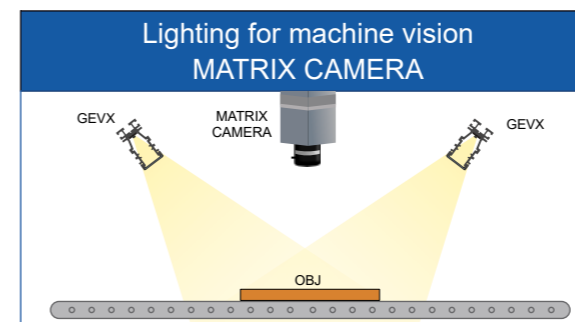 Lighting for machine vision
MATRIX CAMERA
GEVX
MATRIX
CAMERA
GEVX
OBJ